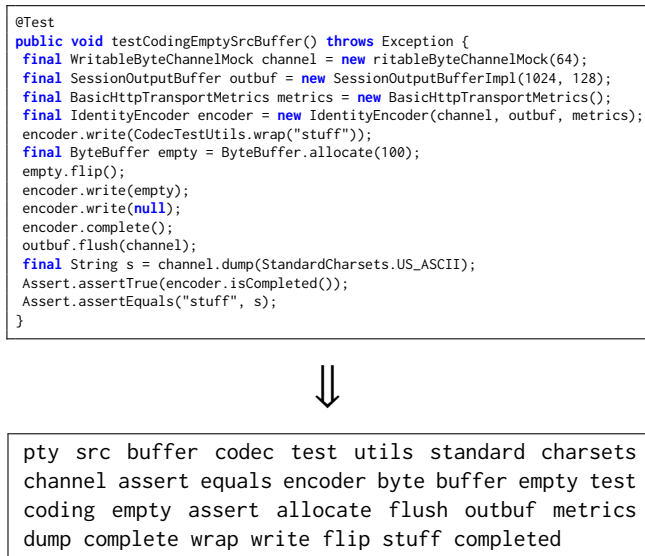 @Test
public void testCodingEmptySrcBuffer() throws Exception {
final WritableByteChannelMock channel = new ritableByteChannelMock(64);
final SessionOutputBuffer outbuf = new SessionOutputBufferImpl(1024, 128);
final BasicHttpTransportMetrics metrics = new BasicHttpTransportMetrics();
final IdentityEncoder encoder = new IdentityEncoder(channel, outbuf, metrics);
encoder.write(CodecTestUtils.wrap("stuff"));
final ByteBuffer empty = ByteBuffer.allocate(100);
empty.flip();
encoder.write(empty);
encoder.write(null);
encoder.complete();
outbuf.flush(channel);
final String s = channel.dump(StandardCharsets.US_ASCII);
Assert.assertTrue(encoder.isCompleted());
Assert.assertEquals("stuff", s);
}
pty src buffer codec test utils standard charsets
channel assert equals encoder byte buffer empty test
coding empty assert allocate flush outbuf metrics
dump complete wrap write flip stuff completed